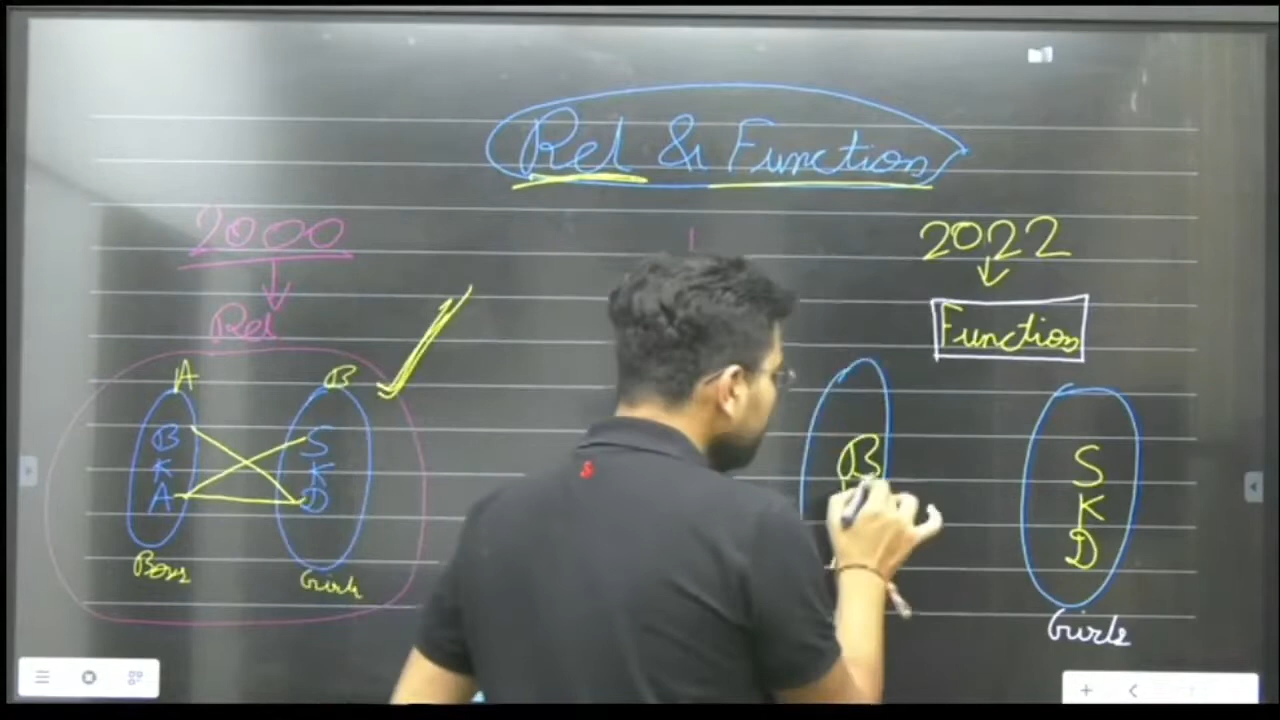 Rel & Function
2000
Rel
A B
B S
K K
A D
Boys Girls
2022
Function
B S
K
D
Girls